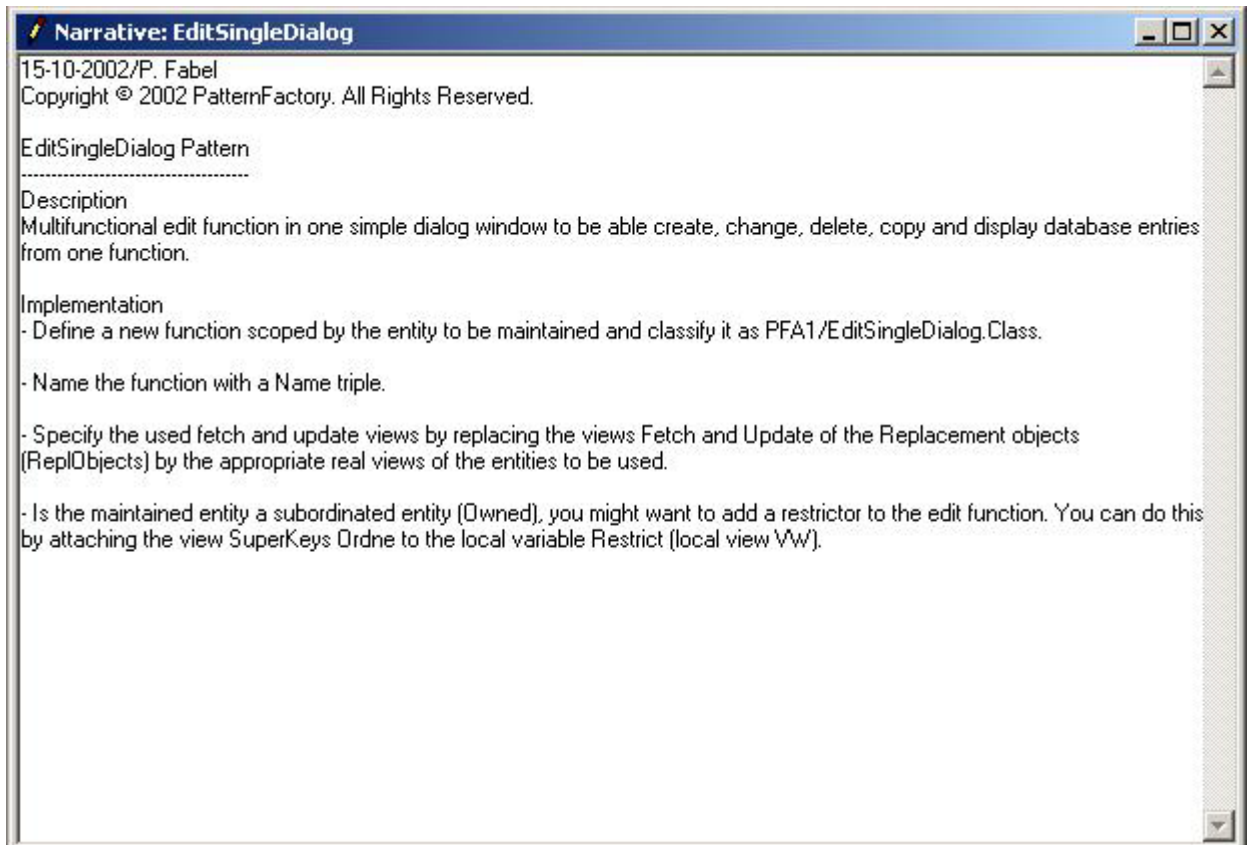 Narrative: EditSingleDialog
15-10-2002/P. Fabel
Copyright © 2002 PatternFactory. All Rights Reserved.
EditSingleDialog Pattern
--------------------------------------
Description
Multifunctional edit function in one simple dialog window to be able create, change, delete, copy and display database entries
from one function.
Implementation
- Define a new function scoped by the entity to be maintained and classify it as PFA1/EditSingleDialog.Class.
- Name the function with a Name triple.
- Specify the used fetch and update views by replacing the views Fetch and Update of the Replacement objects
(ReplObjects) by the appropriate real views of the entities to be used.
- Is the maintained entity a subordinated entity (Owned), you might want to add a restrictor to the edit function. You can do this
by attaching the view SuperKeys Ordne to the local variable Restrict (local view VW).